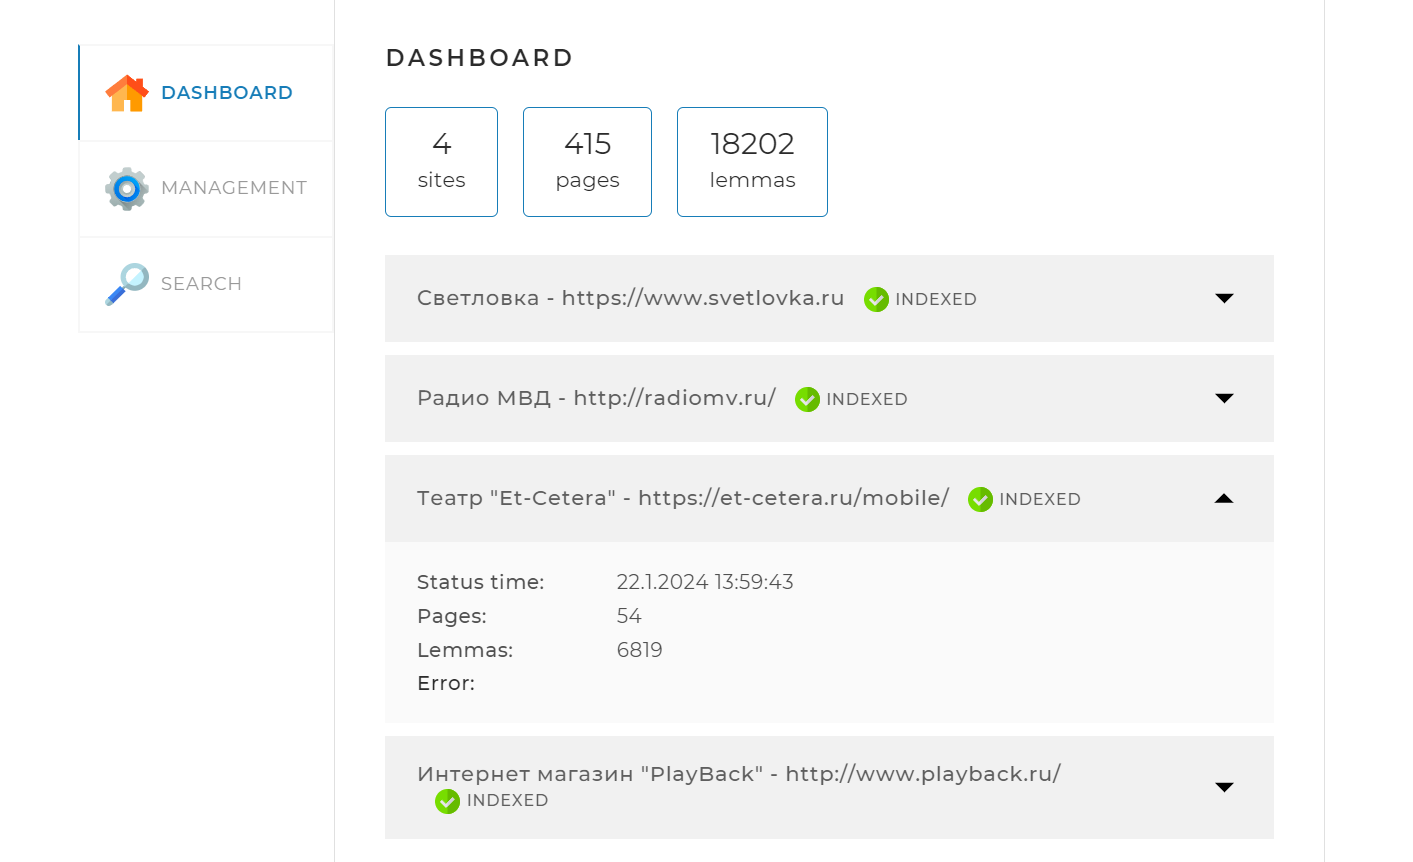 DASHBOARD
MANAGEMENT
SEARCH
DASHBOARD
4
sites
415
pages
18202
lemmas
Светловка - https://www.svetlovka.ru INDEXED
Радио МВД - http://radiomv.ru/ INDEXED
Театр "Et-Cetera" - https://et-cetera.ru/mobile/ INDEXED
Status time: 22.1.2024 13:59:43
Pages: 54
Lemmas: 6819
Error:
Интернет магазин "PlayBack" - http://www.playback.ru/
INDEXED